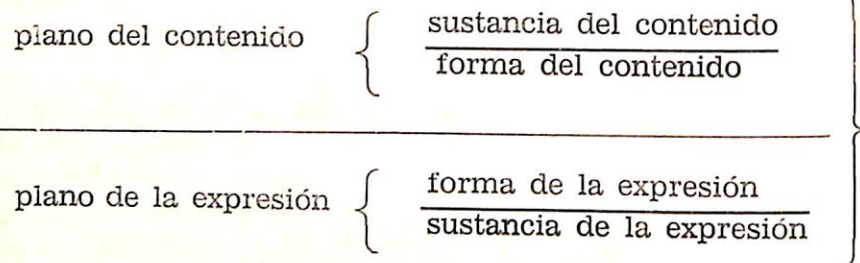 plano del contenido
sustancia del contenido
forma del contenido
plano de la expresión
forma de la expresión
sustancia de la expresión